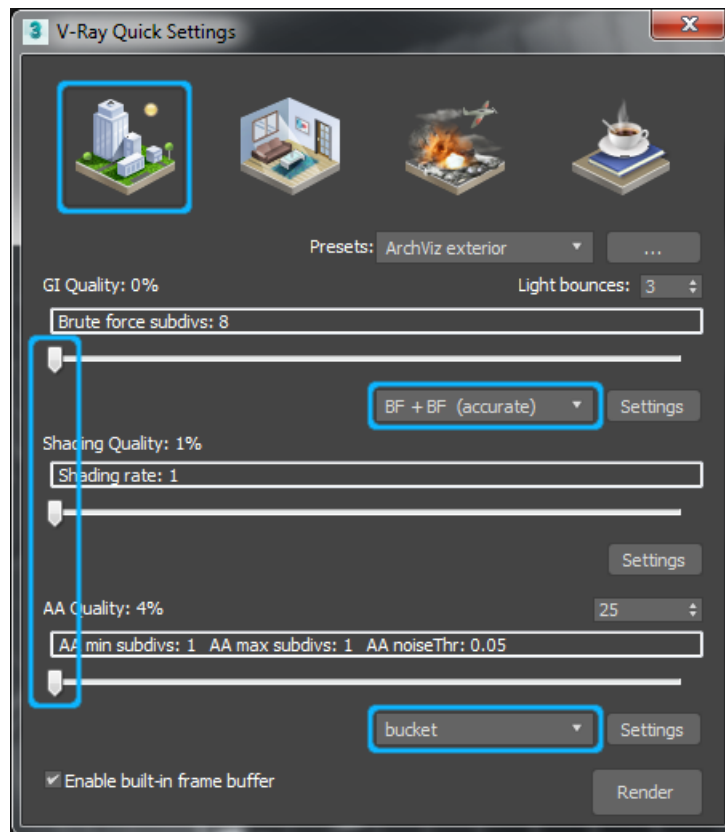 3 V-Ray Quick Settings
Presets: ArchViz exterior ...
GI Quality: 0% Light bounces: 3
Brute force subdivs: 8
BF + BF (accurate) Settings
Shading Quality: 1%
Shading rate: 1
Settings
AA Quality: 4% 25
AA min subdivs: 1 AA max subdivs: 1 AA noiseThr: 0.05
bucket Settings
Enable built-in frame buffer
Render